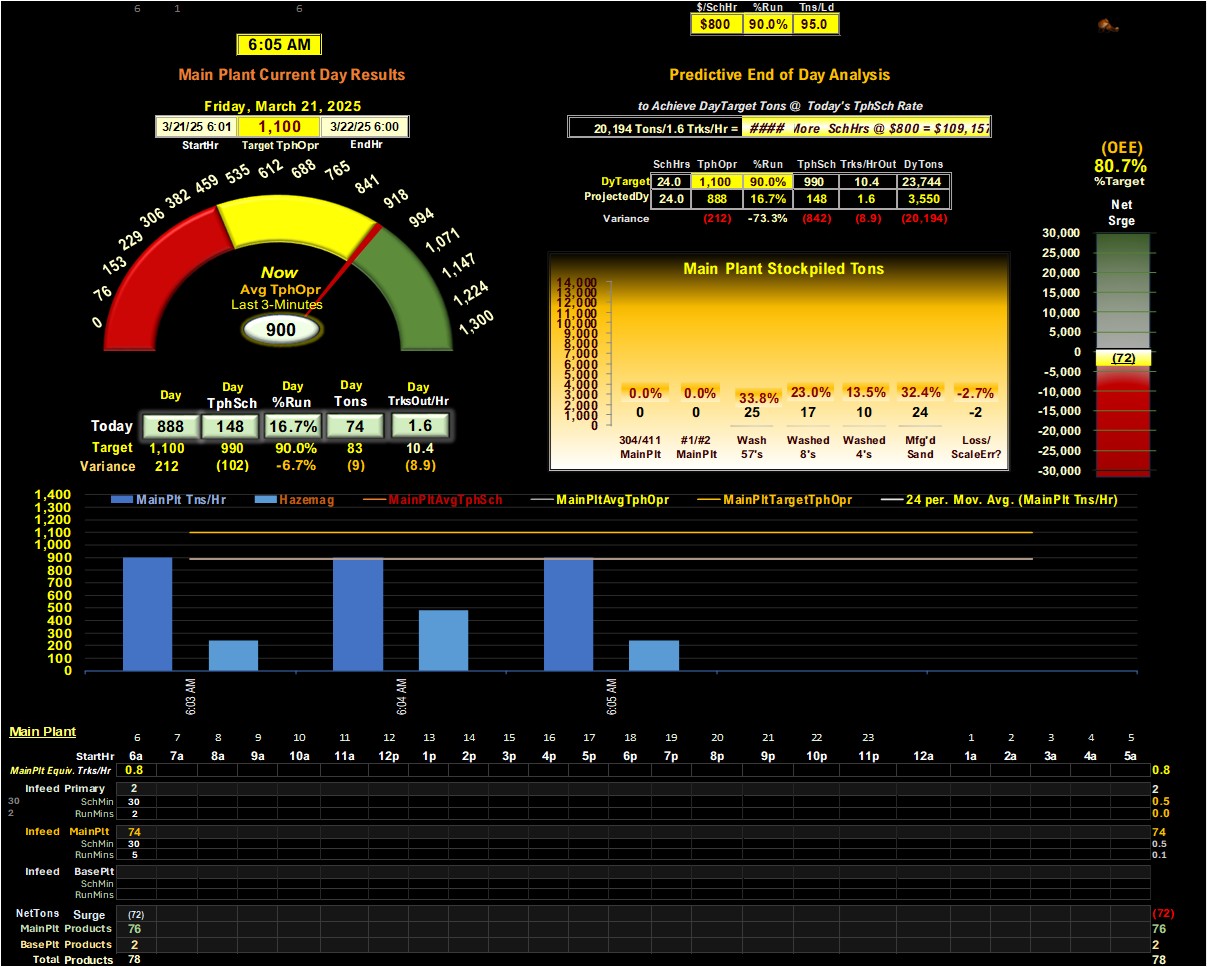 6 1 6
$/SchHr %Run Tns/Ld
$800 90.0% 95.0
6:05 AM
Main Plant Current Day Results
Friday, March 21, 2025
3/21/25 6:01 1,100 3/22/25 6:00
StartHr Target TphOpr EndHr
0 76 153 229 306 382 459 535 612 688 765 841 918 994 1,071 1,147 1,224 1,300
Now
Avg TphOpr
Last 3-Minutes
900
Day Day TphSch Day %Run Day Tons Day TrksOut/Hr
Today 888 148 16.7% 74 1.6
Target 1,100 990 90.0% 83 10.4
Variance 212 (102) -6.7% (9) (8.9)
Predictive End of Day Analysis
to Achieve DayTarget Tons @ Today's TphSch Rate
20,194 Tons/1.6 Trks/Hr = #### More SchHrs @ $800 = $109,157
SchHrs TphOpr %Run TphSch Trks/HrOut DyTons
DyTarget 24.0 1,100 90.0% 990 10.4 23,744
ProjectedDy 24.0 888 16.7% 148 1.6 3,550
Variance (212) -73.3% (842) (8.9) (20,194)
Main Plant Stockpiled Tons
14,000
13,000
12,000
11,000
10,000
9,000
8,000
7,000
6,000
5,000
4,000
3,000
2,000
1,000
0
0.0% 0.0% 33.8% 23.0% 13.5% 32.4% -2.7%
0 0 25 17 10 24 -2
304/411 #1/#2 Wash Washed Washed Mfg'd Loss/
MainPlt MainPlt 57's 8's 4's Sand ScaleErr?
(OEE)
80.7%
%Target
Net
Srge
30,000
25,000
20,000
15,000
10,000
5,000
0
(72)
-5,000
-10,000
-15,000
-20,000
-25,000
-30,000
MainPlt Tns/Hr Hazemag MainPltAvgTphSch MainPltAvgTphOpr MainPltTargetTphOpr 24 per. Mov. Avg. (MainPlt Tns/Hr)
1,400
1,300
1,200
1,100
1,000
900
800
700
600
500
400
300
200
100
0
6:03 AM 6:04 AM 6:05 AM
Main Plant
6 7 8 9 10 11 12 13 14 15 16 17 18 19 20 21 22 23 1 2 3 4 5
StartHr 6a 7a 8a 9a 10a 11a 12p 1p 2p 3p 4p 5p 6p 7p 8p 9p 10p 11p 12a 1a 2a 3a 4a 5a
MainPlt Equiv. Trks/Hr 0.8 0.8
Infeed Primary 2 2
30 SchMin 30 0.5
2 RunMins 2 0.0
Infeed MainPlt 74 74
SchMin 30 0.5
RunMins 5 0.1
Infeed BasePlt
SchMin
RunMins
NetTons Surge (72) (72)
MainPlt Products 76 76
BasePlt Products 2 2
Total Products 78 78